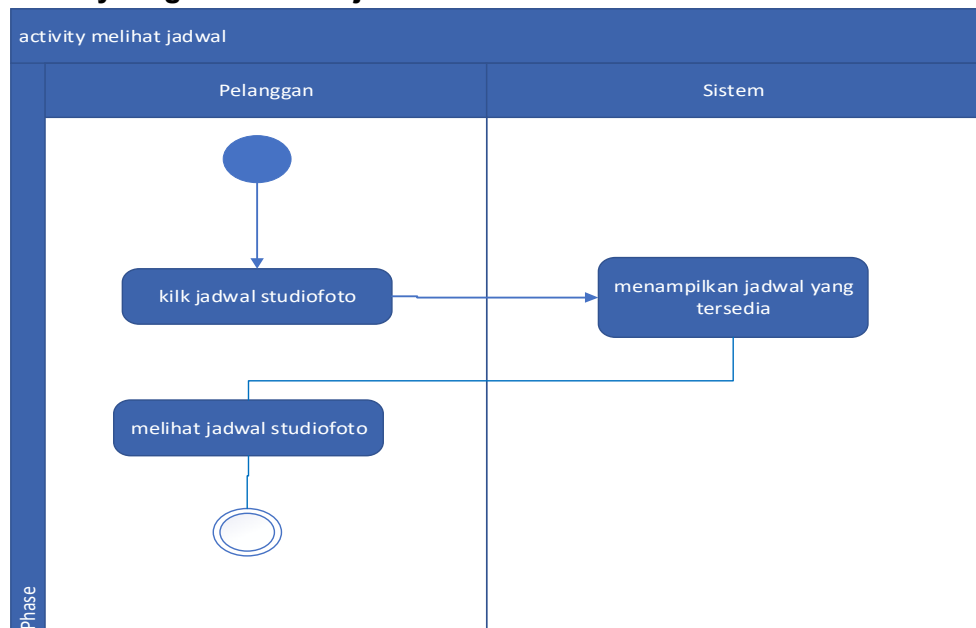 activity melihat jadwal
Pelanggan
Sistem
kilk jadwal studiofoto
menampilkan jadwal yang
tersedia
melihat jadwal studiofoto
Phase